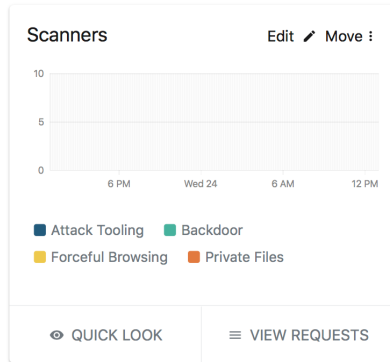 Scanners Edit Move
10
5
0
6 PM Wed 24 6 AM 12 PM
Attack Tooling Backdoor
Forceful Browsing Private Files
QUICK LOOK VIEW REQUESTS